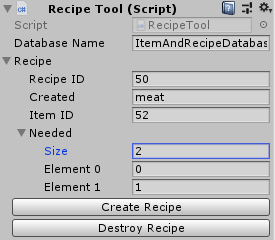 Recipe Tool (Script)
Script RecipeTool
Database Name ItemAndRecipeDatabas
Recipe
Recipe ID 50
Created meat
Item ID 52
Needed
Size 2
Element 0 0
Element 1 1
Create Recipe
Destroy Recipe